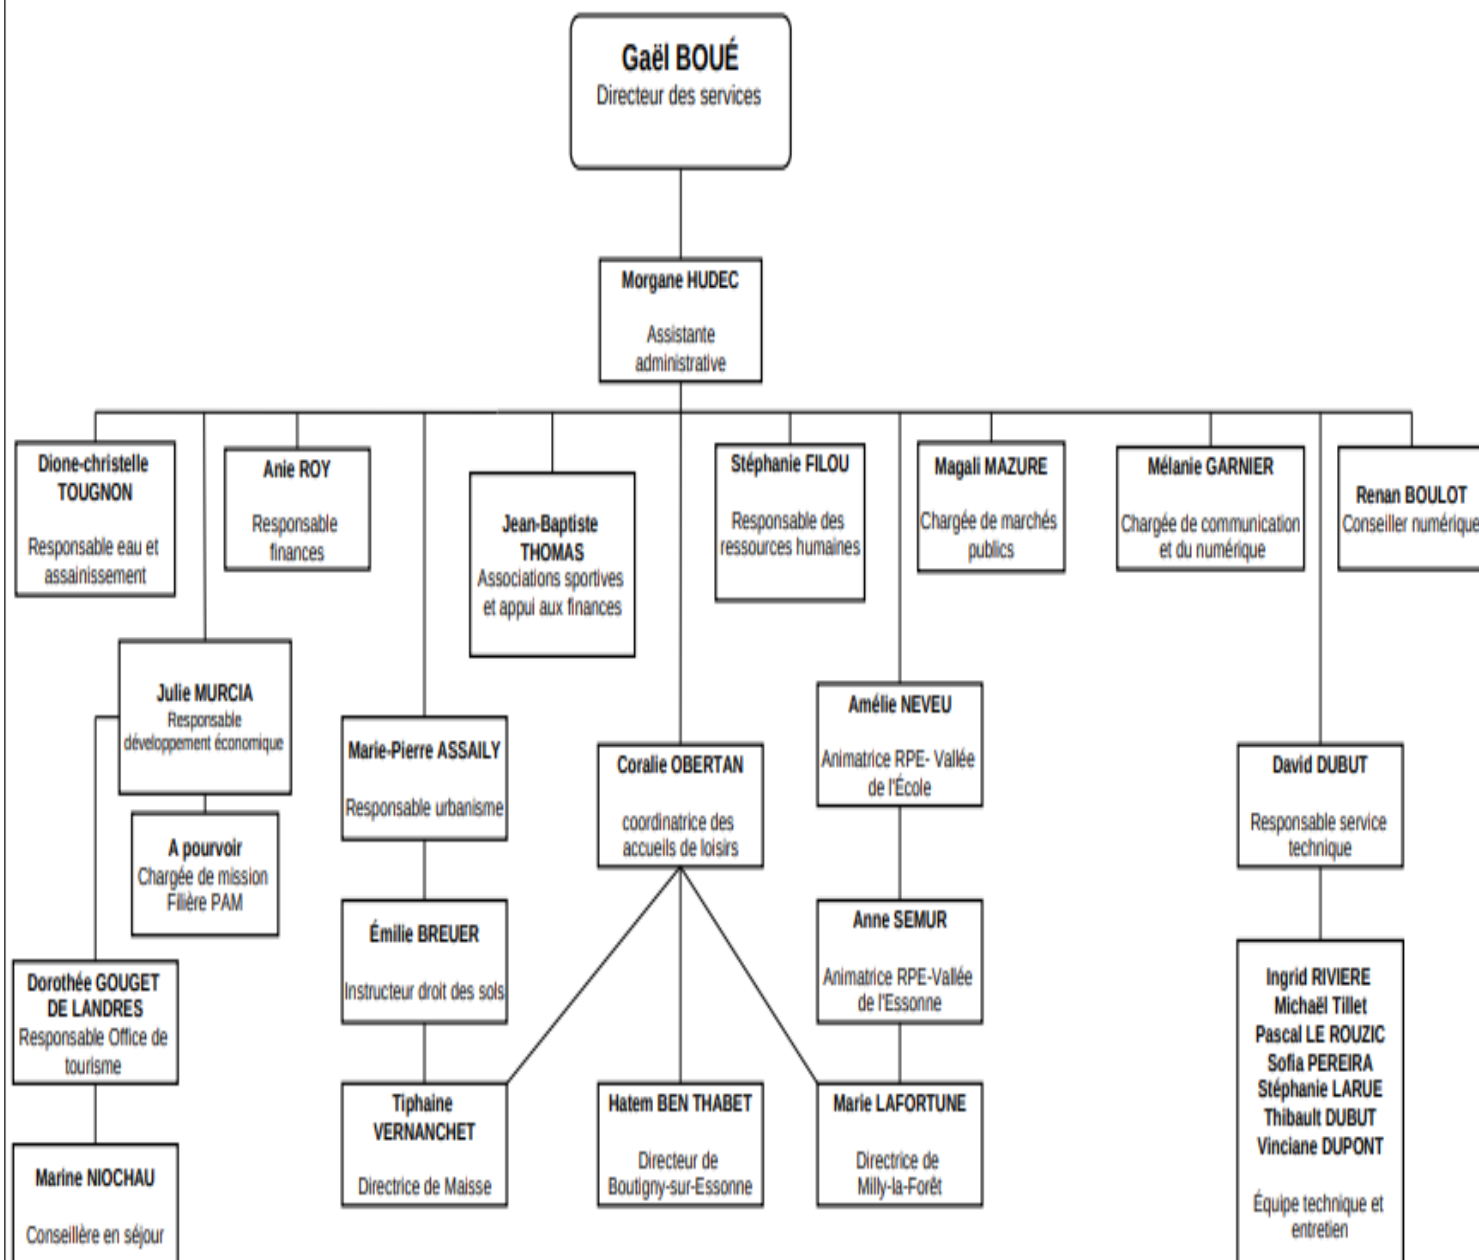 Gaël BOUÉ
Directeur des services
Morgane HUDEC
Assistante
administrative
Dione-christelle
TOUGNON
Responsable eau et
assainissement
Anie ROY
Responsable
finances
Jean-Baptiste
THOMAS
Associations sportives
et appui aux finances
Stéphanie FILOU
Responsable des
ressources humaines
Magali MAZURE
Chargée de marchés
publics
Mélanie GARNIER
Chargée de communication
et du numérique
Renan BOULOT
Conseiller numérique
Julie MURCIA
Responsable
développement économique
A pourvoir
Chargée de mission
Filière PAM
Marie-Pierre ASSAILY
Responsable urbanisme
Coralie OBERTAN
coordinatrice des
accueils de loisirs
Amélie NEVEU
Animatrice RPE- Vallée
de l'École
David DUBUT
Responsable service
technique
Émilie BREUER
Instructeur droit des sols
Anne SEMUR
Animatrice RPE-Vallée
de l'Essonne
Dorothée GOUGET
DE LANDRES
Responsable Office de
tourisme
Ingrid RIVIERE
Michaël Tillet
Pascal LE ROUZIC
Sofia PEREIRA
Stéphanie LARUE
Thibault DUBUT
Vinciane DUPONT
Équipe technique et
entretien
Tiphaine
VERNANCHET
Directrice de Maisse
Hatem BEN THABET
Directeur de
Boutigny-sur-Essonne
Marie LAFORTUNE
Directrice de
Milly-la-Forêt
Marine NIOCHAU
Conseillère en séjour